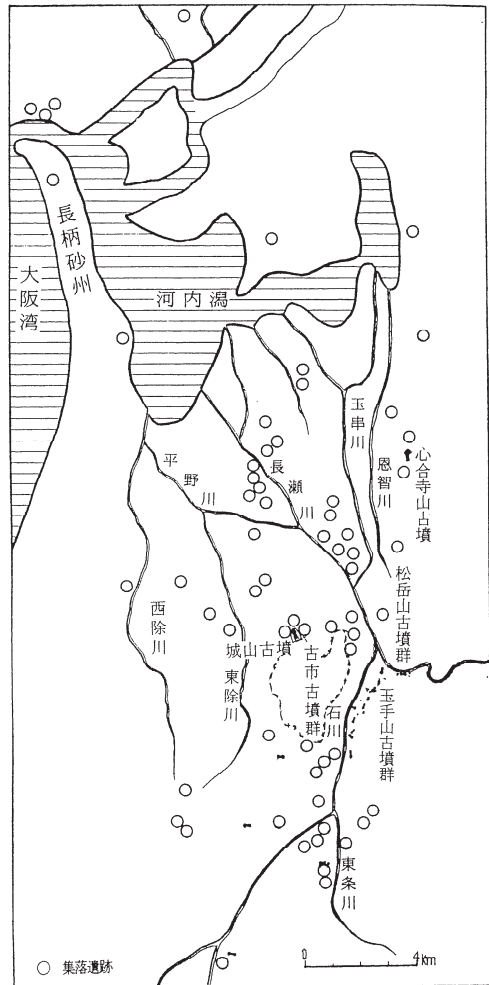 長柄砂州
大阪湾
河内潟
玉串川
恩智川
心合寺山古墳
平野川
長瀬川
松岳山古墳群
西除川
城山古墳
東除川
古市古墳群
石川
玉手山古墳群
東条川
○ 集落遺跡
0 4km